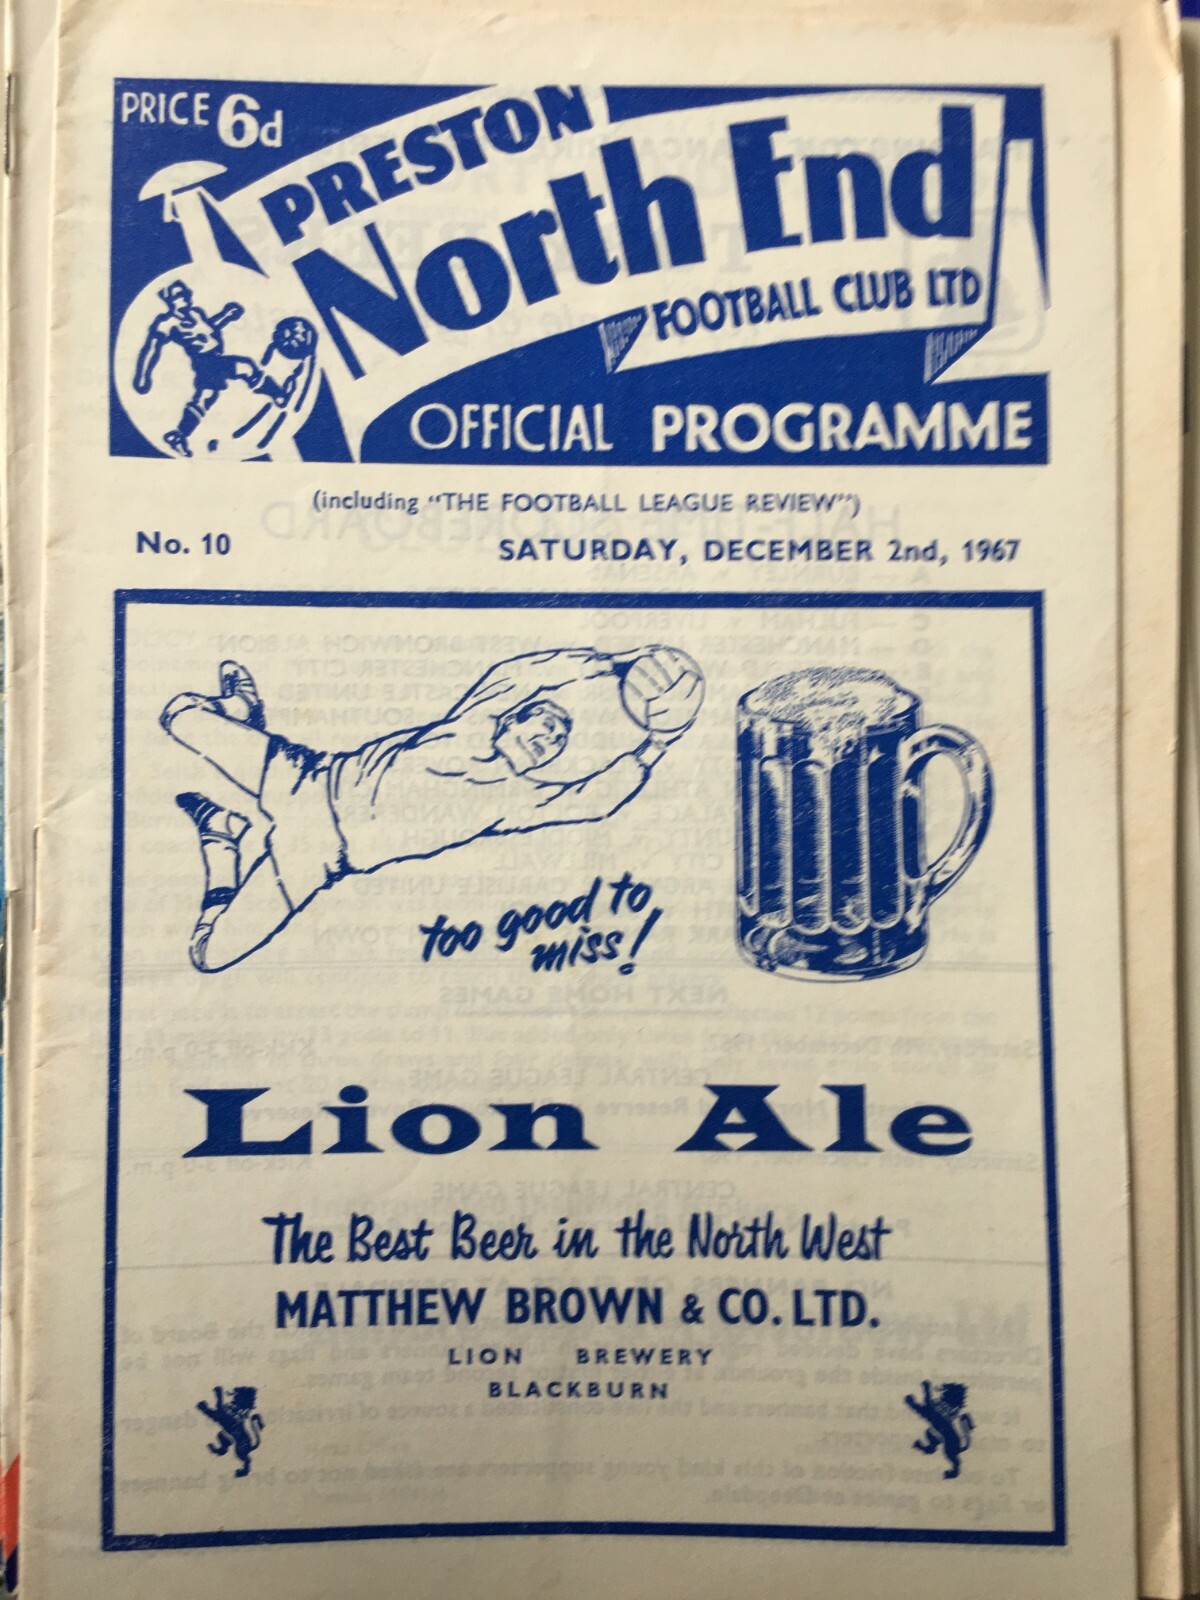 PRICE 6d
PRESTON
North End
FOOTBALL CLUB LTD
OFFICIAL PROGRAMME
(including "THE FOOTBALL LEAGUE REVIEW")
No. 10 SATURDAY, DECEMBER 2nd, 1967
too good to
miss!
Lion Ale
The Best Beer in the North West
MATTHEW BROWN & CO. LTD.
LION BREWERY
BLACKBURN